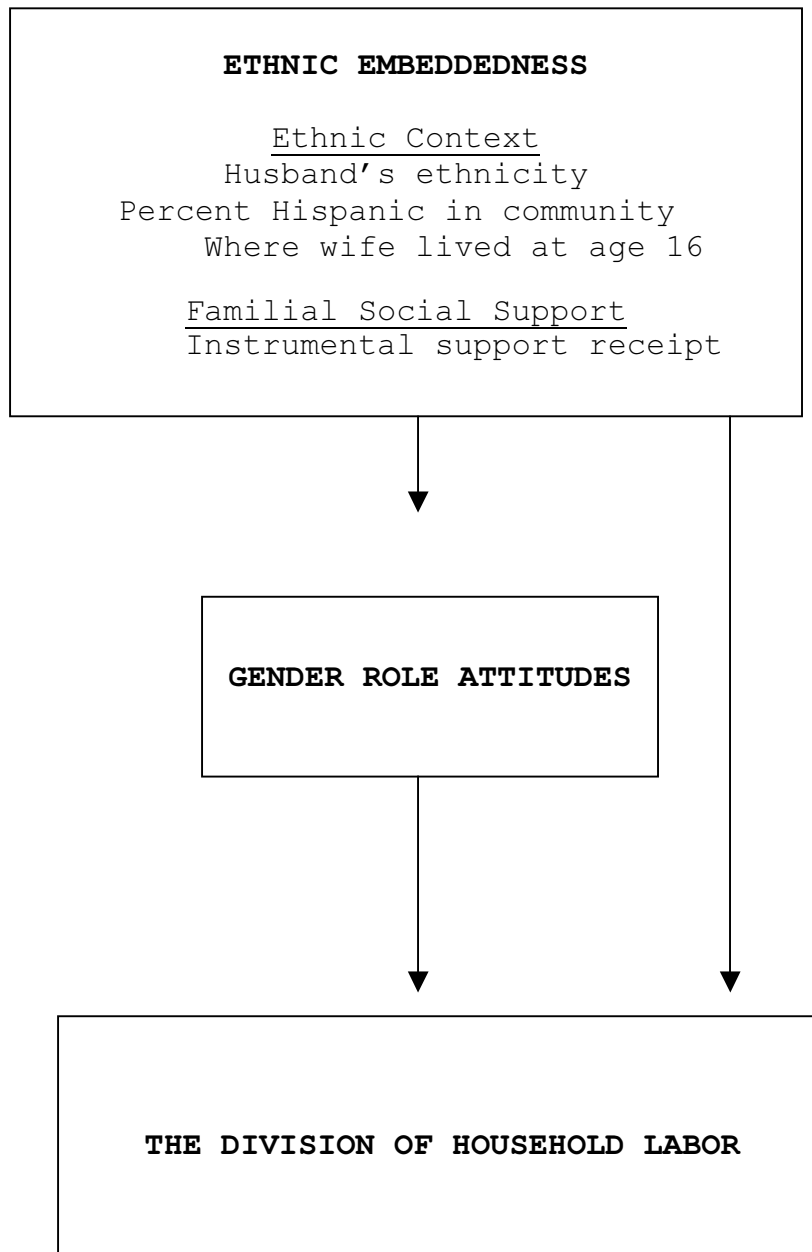 ETHNIC EMBEDDEDNESS
Ethnic Context
Husband’s ethnicity
Percent Hispanic in community
Where wife lived at age 16
Familial Social Support
Instrumental support receipt
GENDER ROLE ATTITUDES
THE DIVISION OF HOUSEHOLD LABOR